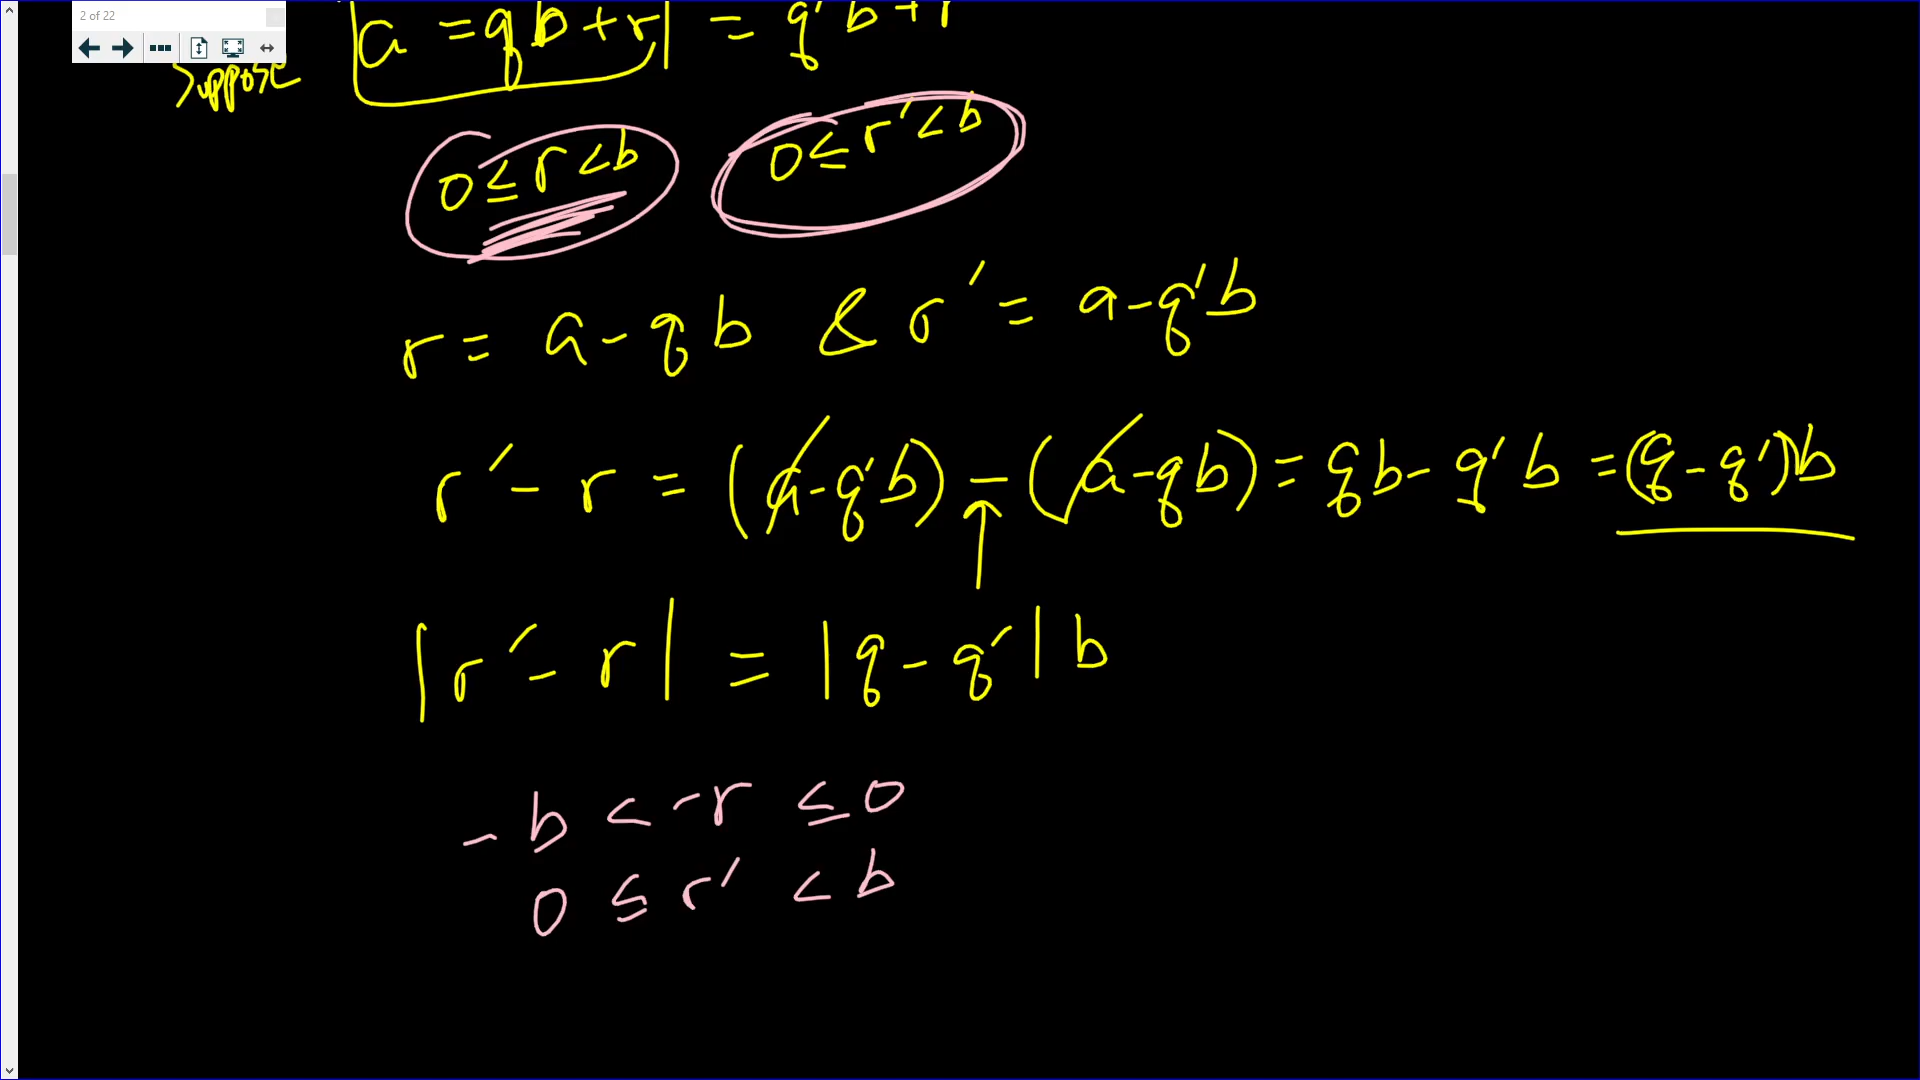 2 of 22
Suppose a = qb + r = q'b + r
0 ≤ r < b 0 ≤ r' < b
r = a - qb & r' = a - q'b
r' - r = (a - q'b) - (a - qb) = qb - q'b = (q - q')b
|r' - r| = |q - q'| b
-b < -r ≤ 0
0 ≤ r' < b